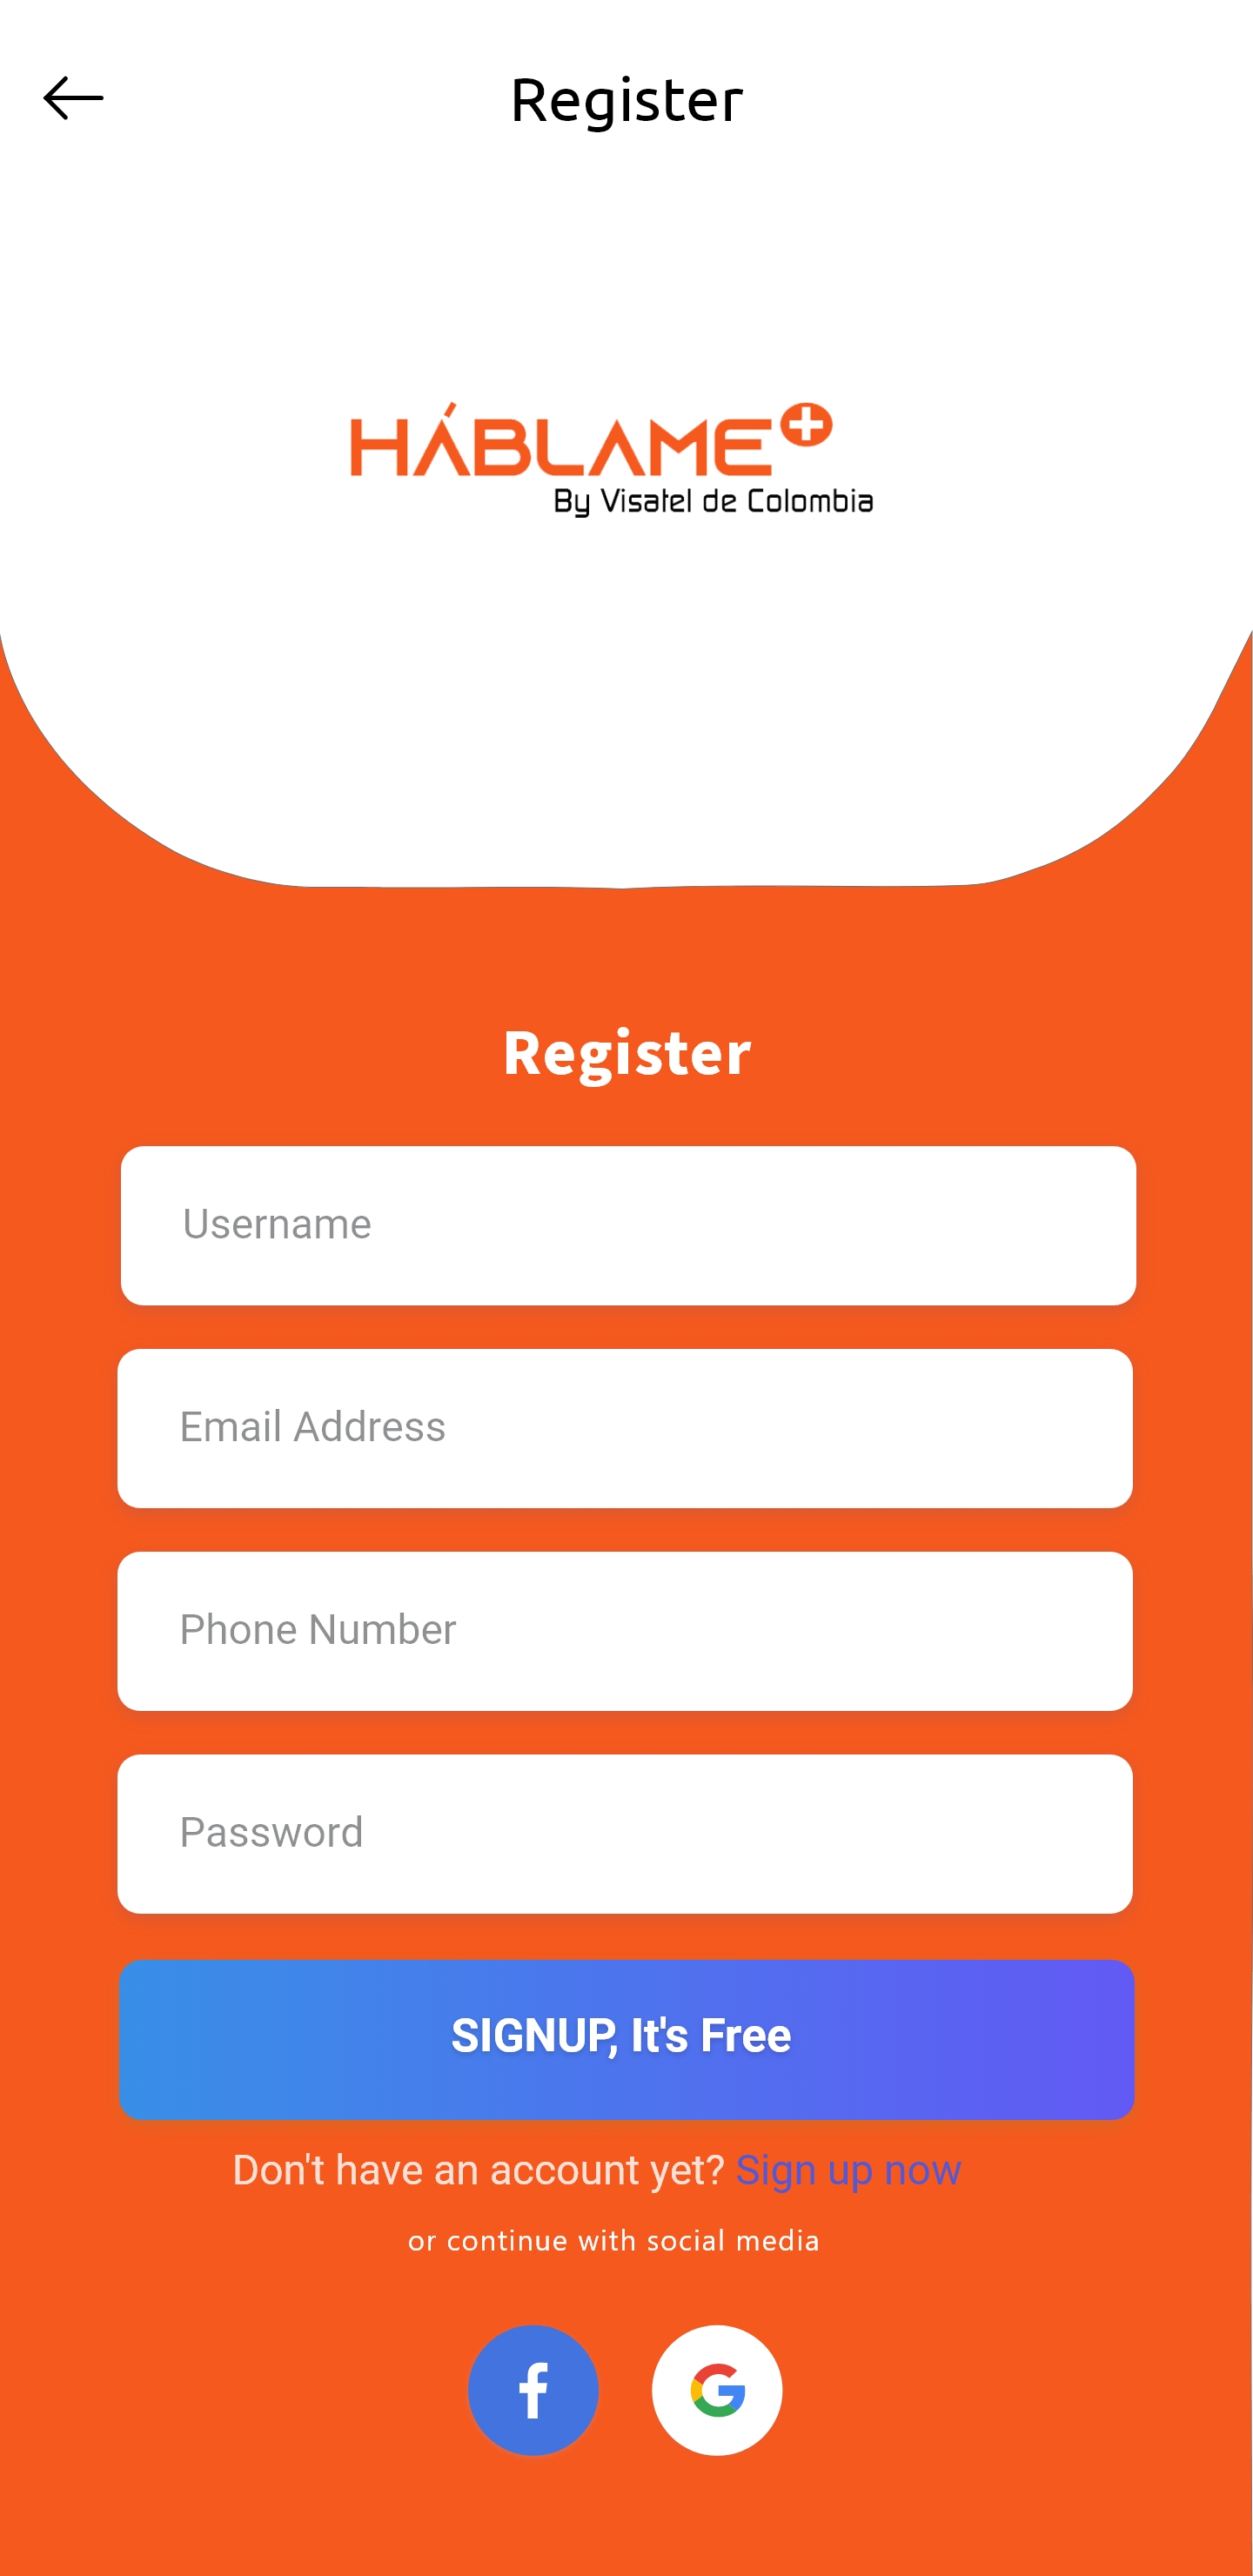 Register
HÁBLAME
By Visatel de Colombia
Register
Username
Email Address
Phone Number
Password
SIGNUP, It's Free
Don't have an account yet? Sign up now
or continue with social media